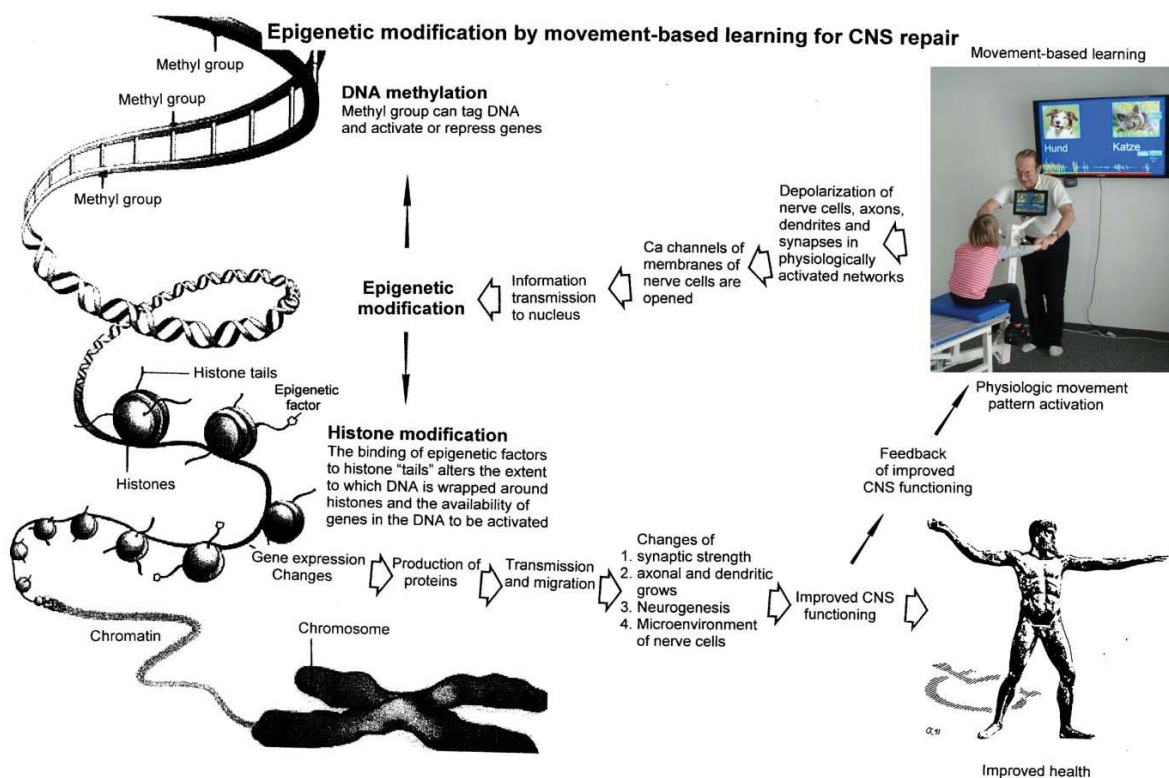 Epigenetic modification by movement-based learning for CNS repair
Movement-based learning
Methyl group
Methyl group
Methyl group
DNA methylation
Methyl group can tag DNA
and activate or repress genes
Hund
Katze
Depolarization of
nerve cells, axons,
dendrites and
synapses in
physiologically
activated networks
Ca channels of
membranes of
nerve cells are
opened
Information
transmission
to nucleus
Epigenetic
modification
Histone tails
Epigenetic
factor
Histones
Histone modification
The binding of epigenetic factors
to histone "tails" alters the extent
to which DNA is wrapped around
histones and the availability of
genes in the DNA to be activated
Physiologic movement
pattern activation
Feedback
of improved
CNS functioning
Gene expression
Changes
Production of
proteins
Transmission
and migration
Changes of
1. synaptic strength
2. axonal and dendritic
grows
3. Neurogenesis
4. Microenvironment
of nerve cells
Improved CNS
functioning
Chromatin
Chromosome
Improved health